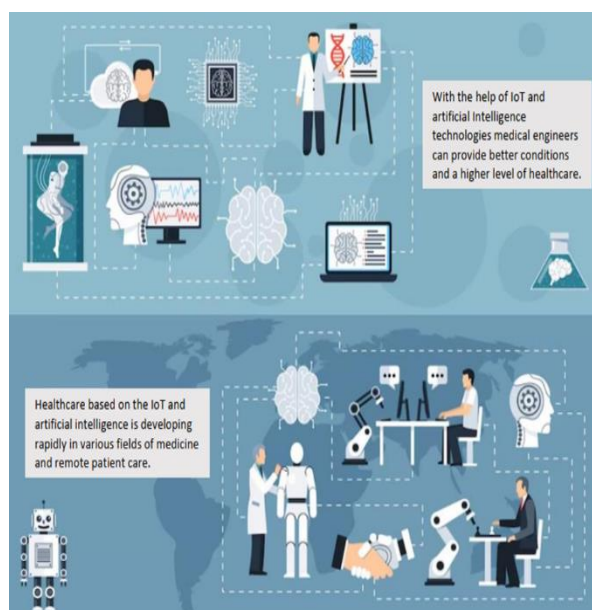 With the help of IoT and
artificial Intelligence
technologies medical engineers
can provide better conditions
and a higher level of healthcare.
Healthcare based on the IoT and
artificial intelligence is developing
rapidly in various fields of medicine
and remote patient care.